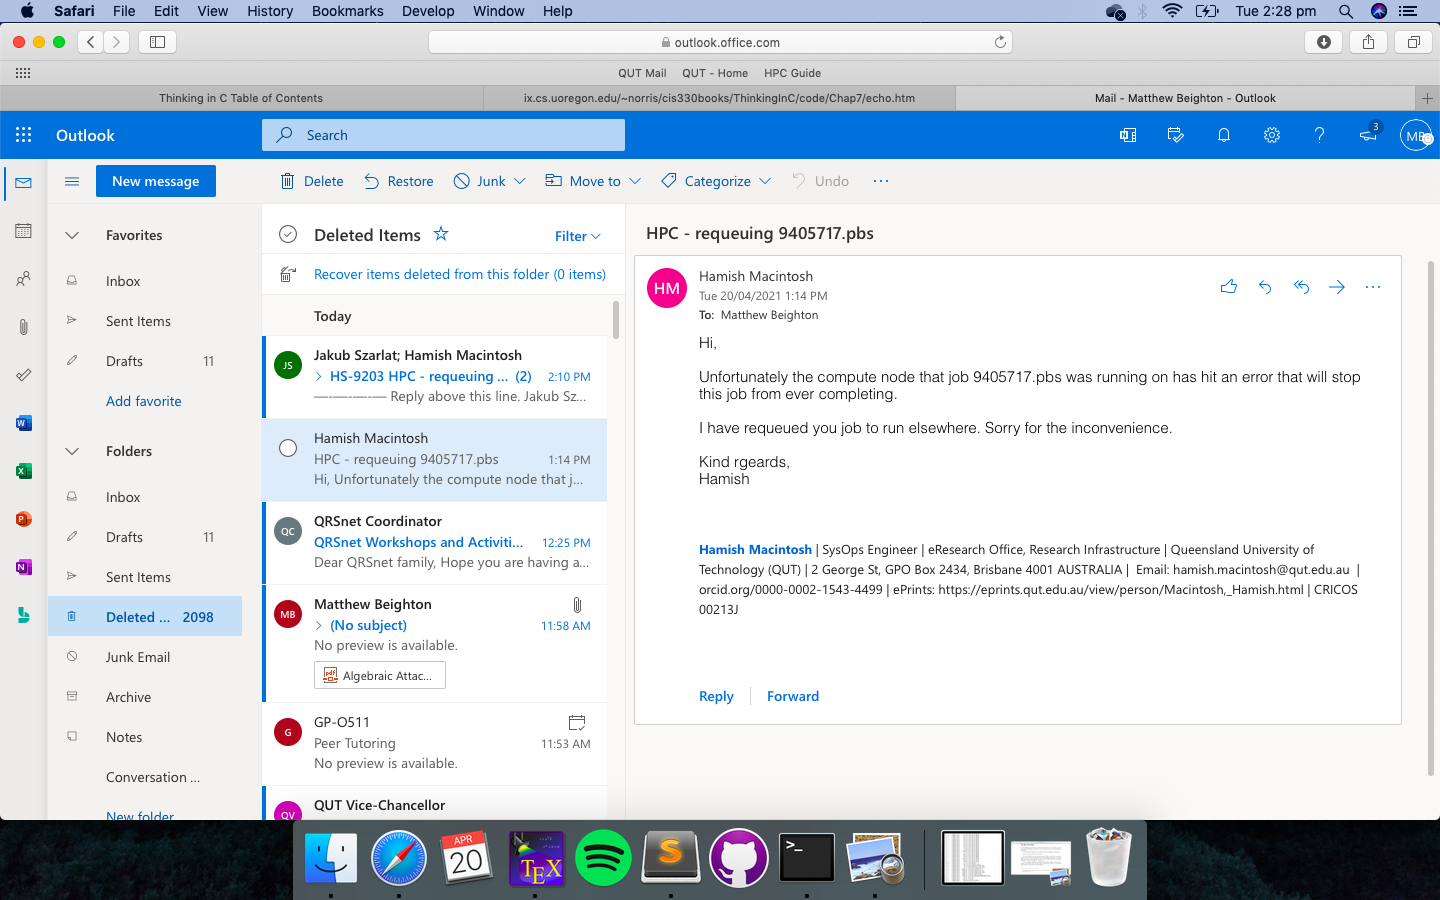 Safari File Edit View History Bookmarks Develop Window Help Tue 2:28 pm
outlook.office.com
QUT Mail QUT - Home HPC Guide
Thinking in C Table of Contents ix.cs.uoregon.edu/~norris/cis330books/ThinkingInC/code/Chap7/echo.htm Mail - Matthew Beighton - Outlook
Outlook Search 3 MB
New message Delete Restore Junk Move to Categorize Undo
Favorites
Inbox
Sent Items
Drafts 11
Add favorite
Folders
Inbox
Drafts 11
Sent Items
Deleted ... 2098
Junk Email
Archive
Notes
Conversation ...
New folder
Deleted Items Filter
Recover items deleted from this folder (0 items)
Today
JS
Jakub Szarlat; Hamish Macintosh
HS-9203 HPC - requeuing ... (2) 2:10 PM
—-—-—-— Reply above this line. Jakub Sz...
Hamish Macintosh
HPC - requeuing 9405717.pbs 1:14 PM
Hi, Unfortunately the compute node that j...
QC
QRSnet Coordinator
QRSnet Workshops and Activiti... 12:25 PM
Dear QRSnet family, Hope you are having a...
MB
Matthew Beighton
(No subject) 11:58 AM
No preview is available.
pdf Algebraic Attac...
G
GP-O511
Peer Tutoring 11:53 AM
No preview is available.
QV
QUT Vice-Chancellor
HPC - requeuing 9405717.pbs
HM
Hamish Macintosh
Tue 20/04/2021 1:14 PM
To: Matthew Beighton
Hi,
Unfortunately the compute node that job 9405717.pbs was running on has hit an error that will stop
this job from ever completing.
I have requeued you job to run elsewhere. Sorry for the inconvenience.
Kind rgeards,
Hamish
Hamish Macintosh | SysOps Engineer | eResearch Office, Research Infrastructure | Queensland University of
Technology (QUT) | 2 George St, GPO Box 2434, Brisbane 4001 AUSTRALIA | Email: hamish.macintosh@qut.edu.au |
orcid.org/0000-0002-1543-4499 | ePrints: https://eprints.qut.edu.au/view/person/Macintosh,_Hamish.html | CRICOS
00213J
Reply Forward
APR
20
TEX
S
>_